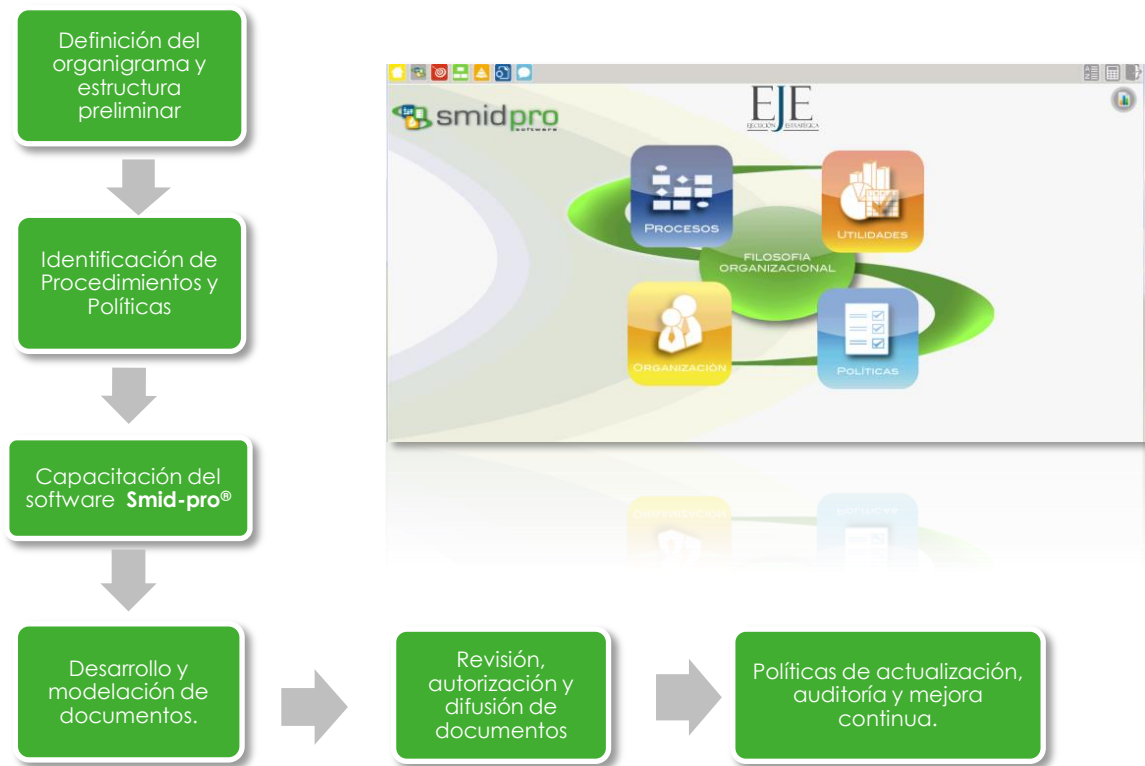 Definición del
organigrama y
estructura
preliminar
Identificación de
Procedimientos y
Políticas
Capacitación del
software Smid-pro®
Desarrollo y
modelación de
documentos.
Revisión,
autorización y
difusión de
documentos
Políticas de actualización,
auditoría y mejora
continua.
smidpro
software
EJE
EJECUCIÓN ESTRATÉGICA
PROCESOS
UTILIDADES
FILOSOFIA
ORGANIZACIONAL
ORGANIZACIÓN
POLÍTICAS